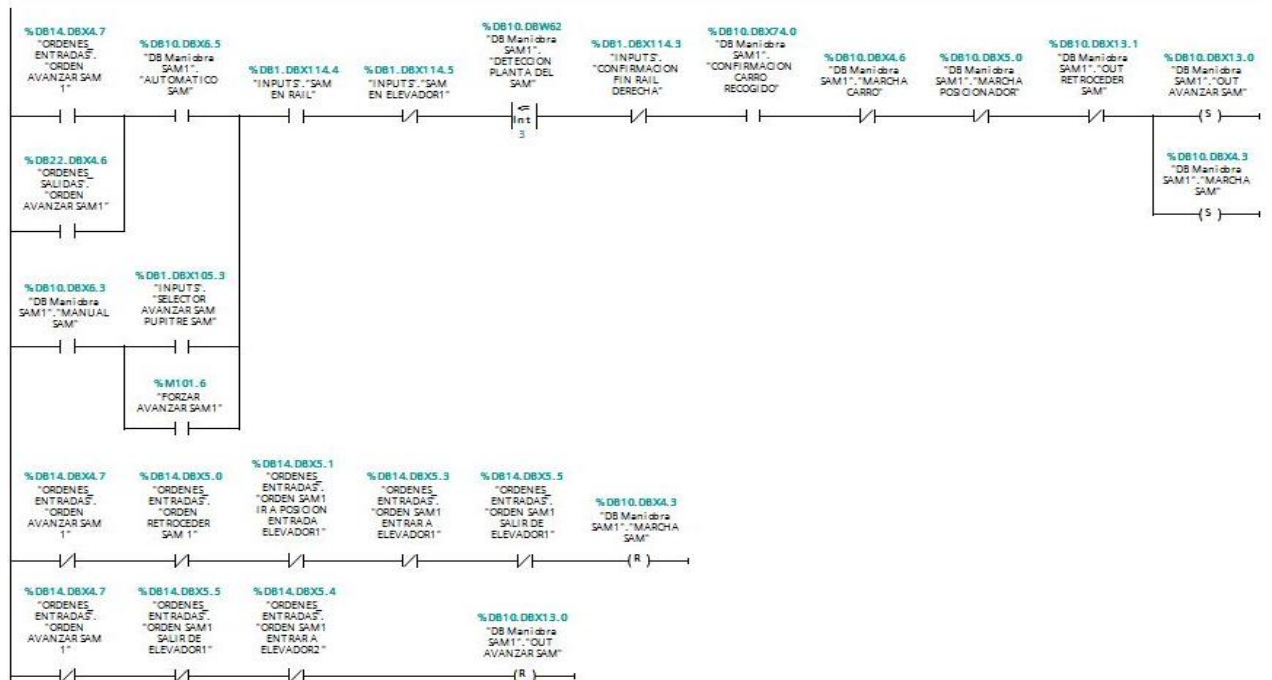 %DB14.DBX4.7
"ORDENES_
ENTRADAS".
"ORDEN
AVANZAR SAM
1"
%DB10.DBX6.5
"DB Maniobra
SAM1".
"AUTOMATICO
SAM"
%DB1.DBX114.4
"INPUTS"."SAM
EN RAIL"
%DB1.DBX114.5
"INPUTS"."SAM
EN ELEVADOR1"
%DB10.DBW62
"DB Maniobra
SAM1".
"DETECCION
PLANTA DEL
SAM"
<=
Int
3
%DB1.DBX114.3
"INPUTS".
"CONFIRMACION
FIN RAIL
DERECHA"
%DB10.DBX74.0
"DB Maniobra
SAM1".
"CONFIRMACION
CARRO
RECOGIDO"
%DB10.DBX4.6
"DB Maniobra
SAM1"."MARCHA
CARRO"
%DB10.DBX5.0
"DB Maniobra
SAM1"."MARCHA
POSICIONADOR"
%DB10.DBX13.1
"DB Maniobra
SAM1"."OUT
RETROCEDER
SAM"
%DB10.DBX13.0
"DB Maniobra
SAM1"."OUT
AVANZAR SAM"
S
%DB22.DBX4.6
"ORDENES_
SALIDAS".
"ORDEN
AVANZAR SAM1"
%DB10.DBX4.3
"DB Maniobra
SAM1"."MARCHA
SAM"
S
%DB10.DBX6.3
"DB Maniobra
SAM1"."MANUAL
SAM"
%DB1.DBX105.3
"INPUTS".
"SELECTOR
AVANZAR SAM
PUPITRE SAM"
%M101.6
"FORZAR
AVANZAR SAM1"
%DB14.DBX4.7
"ORDENES_
ENTRADAS".
"ORDEN
AVANZAR SAM
1"
%DB14.DBX5.0
"ORDENES_
ENTRADAS".
"ORDEN
RETROCEDER
SAM 1"
%DB14.DBX5.1
"ORDENES_
ENTRADAS".
"ORDEN SAM1
IR A POSICION
ENTRADA
ELEVADOR1"
%DB14.DBX5.3
"ORDENES_
ENTRADAS".
"ORDEN SAM1
ENTRAR A
ELEVADOR1"
%DB14.DBX5.5
"ORDENES_
ENTRADAS".
"ORDEN SAM1
SALIR DE
ELEVADOR1"
%DB10.DBX4.3
"DB Maniobra
SAM1"."MARCHA
SAM"
R
%DB14.DBX4.7
"ORDENES_
ENTRADAS".
"ORDEN
AVANZAR SAM
1"
%DB14.DBX5.5
"ORDENES_
ENTRADAS".
"ORDEN SAM1
SALIR DE
ELEVADOR1"
%DB14.DBX5.4
"ORDENES_
ENTRADAS".
"ORDEN SAM1
ENTRAR A
ELEVADOR2"
%DB10.DBX13.0
"DB Maniobra
SAM1"."OUT
AVANZAR SAM"
R